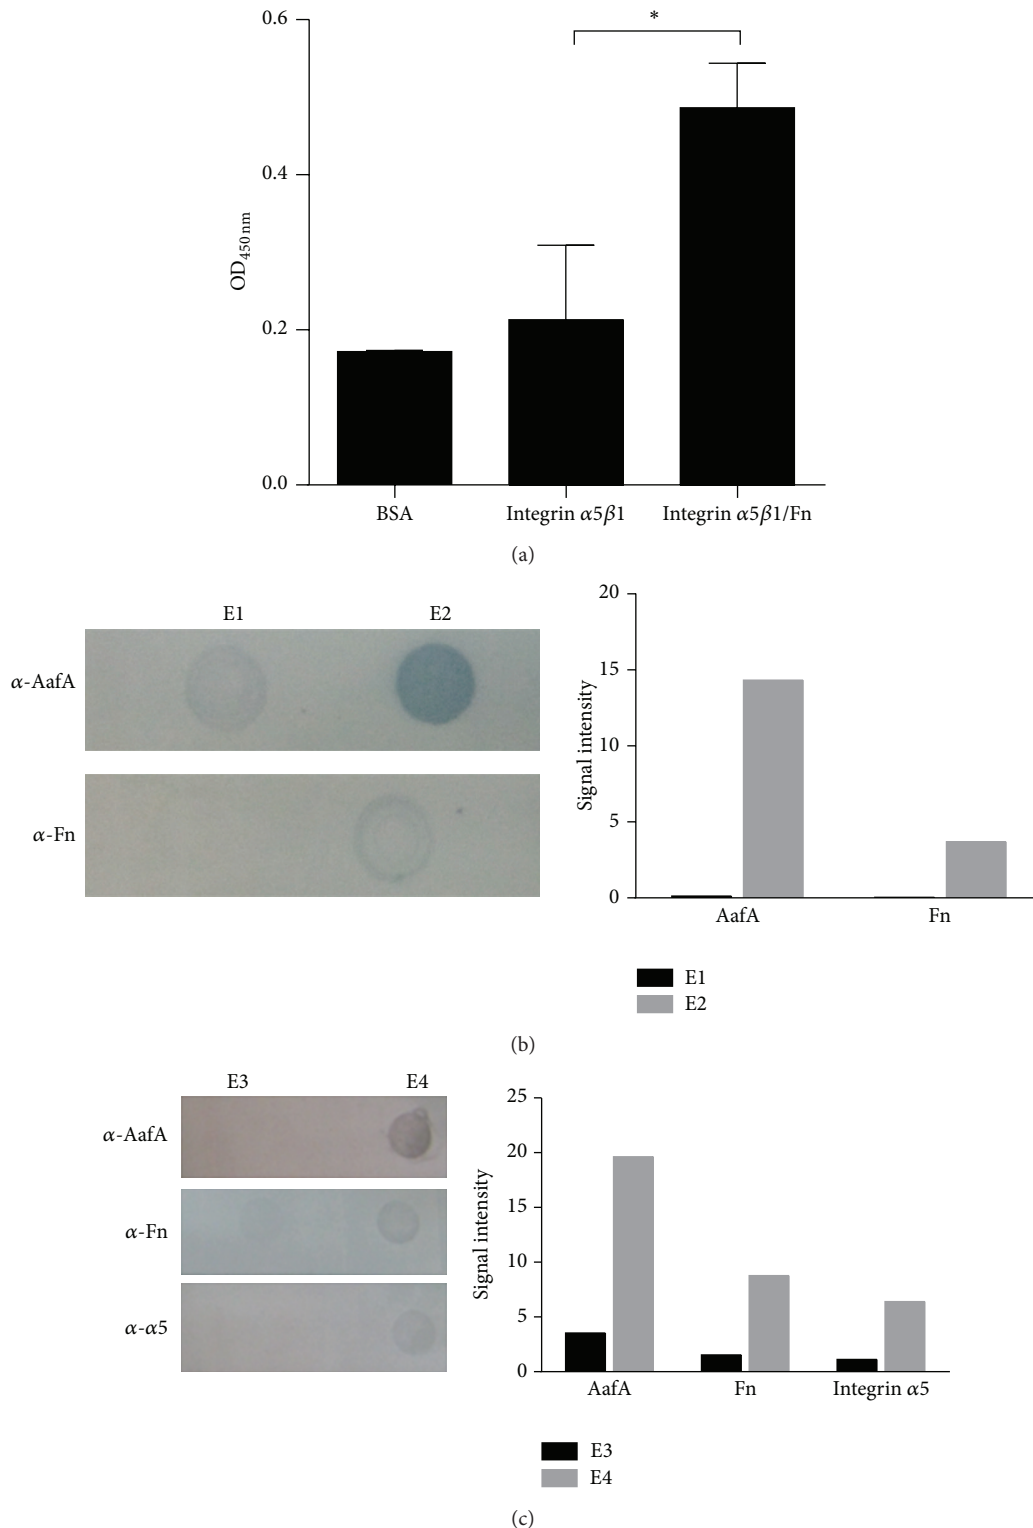 *
0.6
0.4
0.2
0.0
OD450 nm
BSA
Integrin α5β1
Integrin α5β1/Fn
(a)
E1
E2
α-AafA
α-Fn
20
15
10
5
0
Signal intensity
AafA
Fn
E1
E2
(b)
E3
E4
α-AafA
α-Fn
α-α5
25
20
15
10
5
0
Signal intensity
AafA
Fn
Integrin α5
E3
E4
(c)